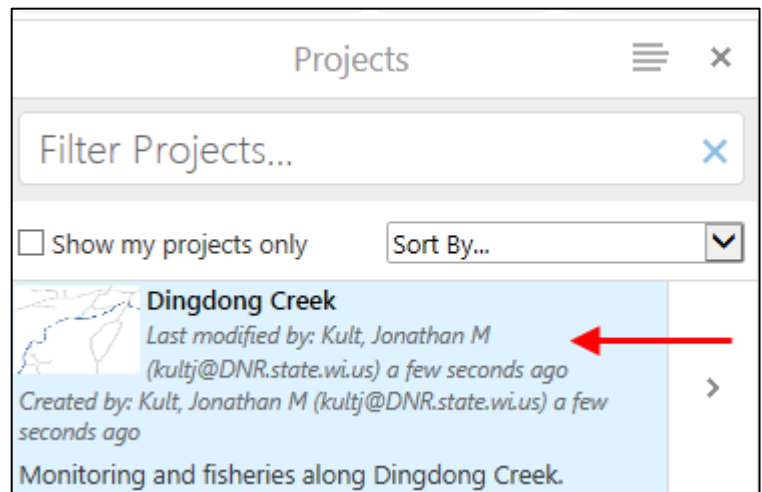 Projects
Filter Projects...
Show my projects only
Sort By...
Dingdong Creek
Last modified by: Kult, Jonathan M
(kultj@DNR.state.wi.us) a few seconds ago
Created by: Kult, Jonathan M (kultj@DNR.state.wi.us) a few
seconds ago
Monitoring and fisheries along Dingdong Creek.